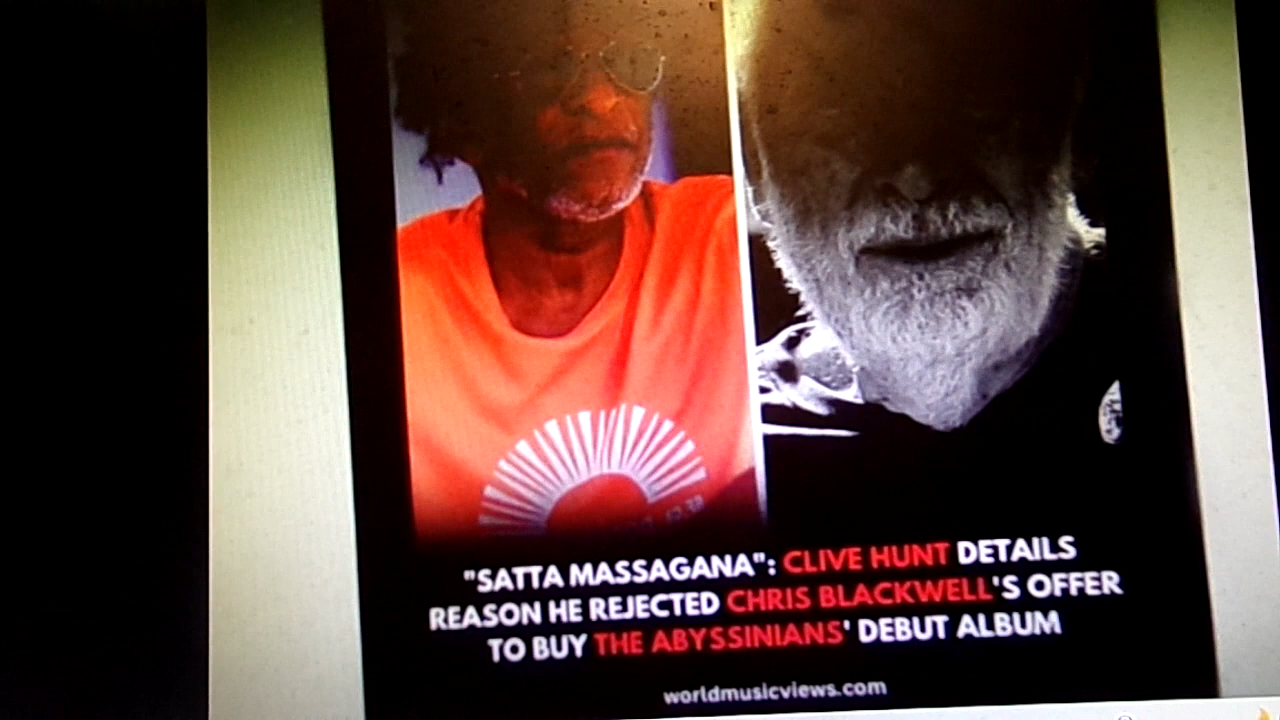 "SATTA MASSAGANA": CLIVE HUNT DETAILS
REASON HE REJECTED CHRIS BLACKWELL'S OFFER
TO BUY THE ABYSSINIANS' DEBUT ALBUM
worldmusicviews.com